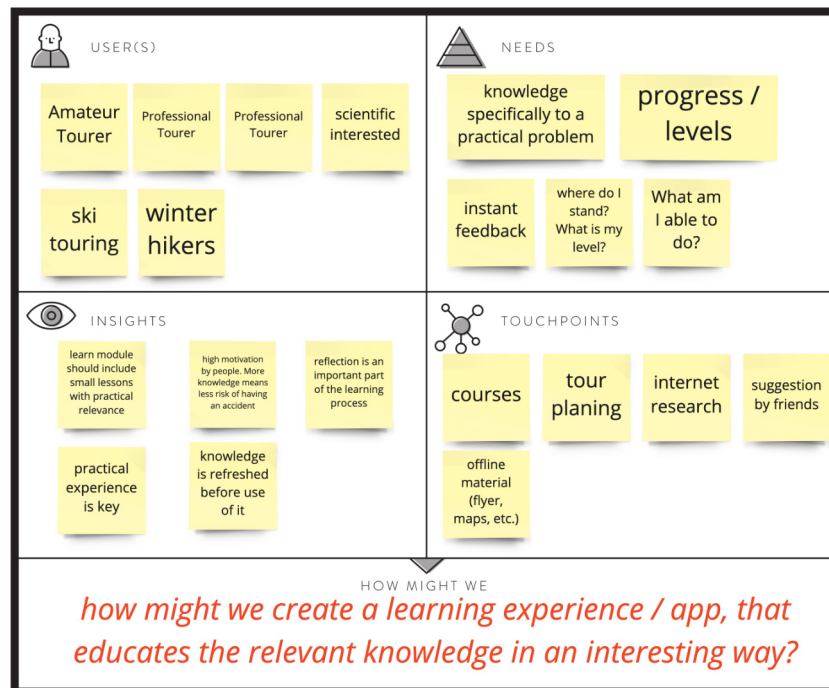 USER(S)
Amateur
Tourer
Professional
Tourer
Professional
Tourer
scientific
interested
ski
touring
winter
hikers
NEEDS
knowledge
specifically to a
practical problem
progress /
levels
instant
feedback
where do I
stand?
What is my
level?
What am
I able to
do?
INSIGHTS
learn module
should include
small lessons
with practical
relevance
high motivation
by people. More
knowledge means
less risk of having
an accident
reflection is an
important part
of the learning
process
practical
experience
is key
knowledge
is refreshed
before use
of it
TOUCHPOINTS
courses
tour
planing
internet
research
suggestion
by friends
offline
material
(flyer,
maps, etc.)
HOW MIGHT WE
how might we create a learning experience / app, that
educates the relevant knowledge in an interesting way?